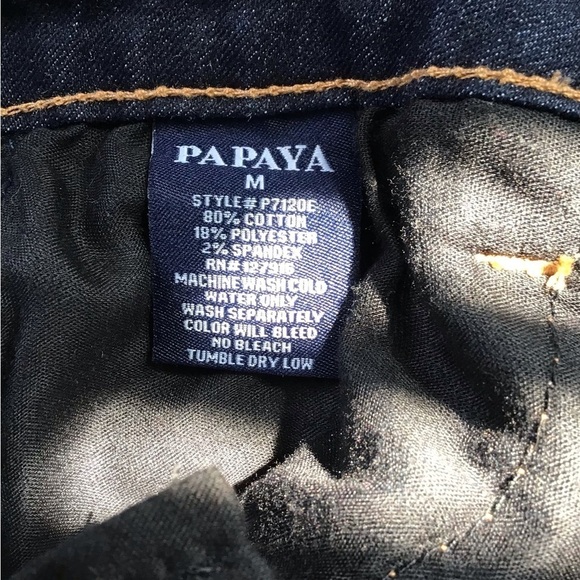 PAPAYA
M
STYLE# P7120E
80% COTTON
18% POLYESTER
2% SPANDEX
RN# 127916
MACHINE WASH COLD
WATER ONLY
WASH SEPARATELY
COLOR WILL BLEED
NO BLEACH
TUMBLE DRY LOW